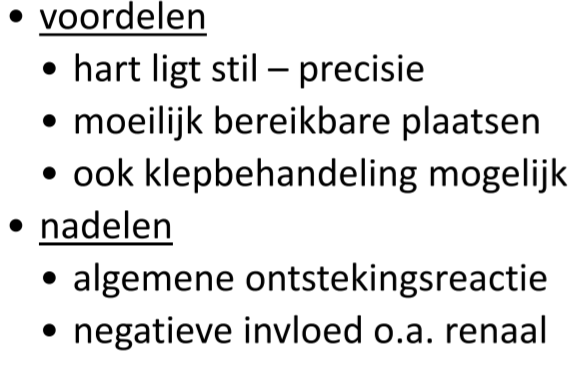 • voordelen
• hart ligt stil – precisie
• moeilijk bereikbare plaatsen
• ook klepbehandeling mogelijk
• nadelen
• algemene ontstekingsreactie
• negatieve invloed o.a. renaal